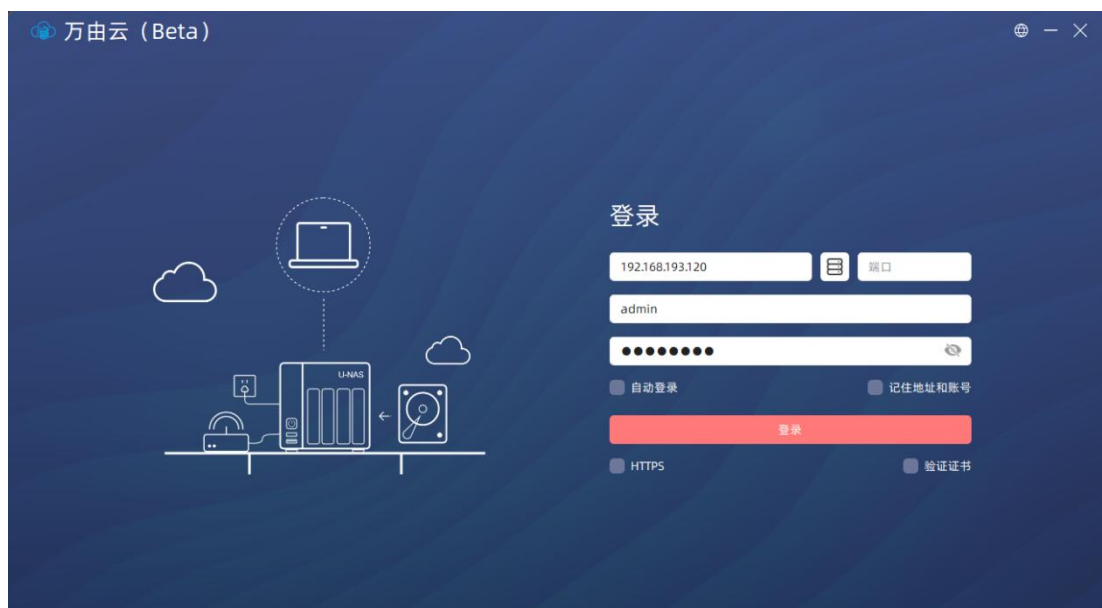 万由云（Beta）
登录
192.168.193.120
端口
admin
●●●●●●●●
自动登录
记住地址和账号
登录
HTTPS
验证证书
U-NAS